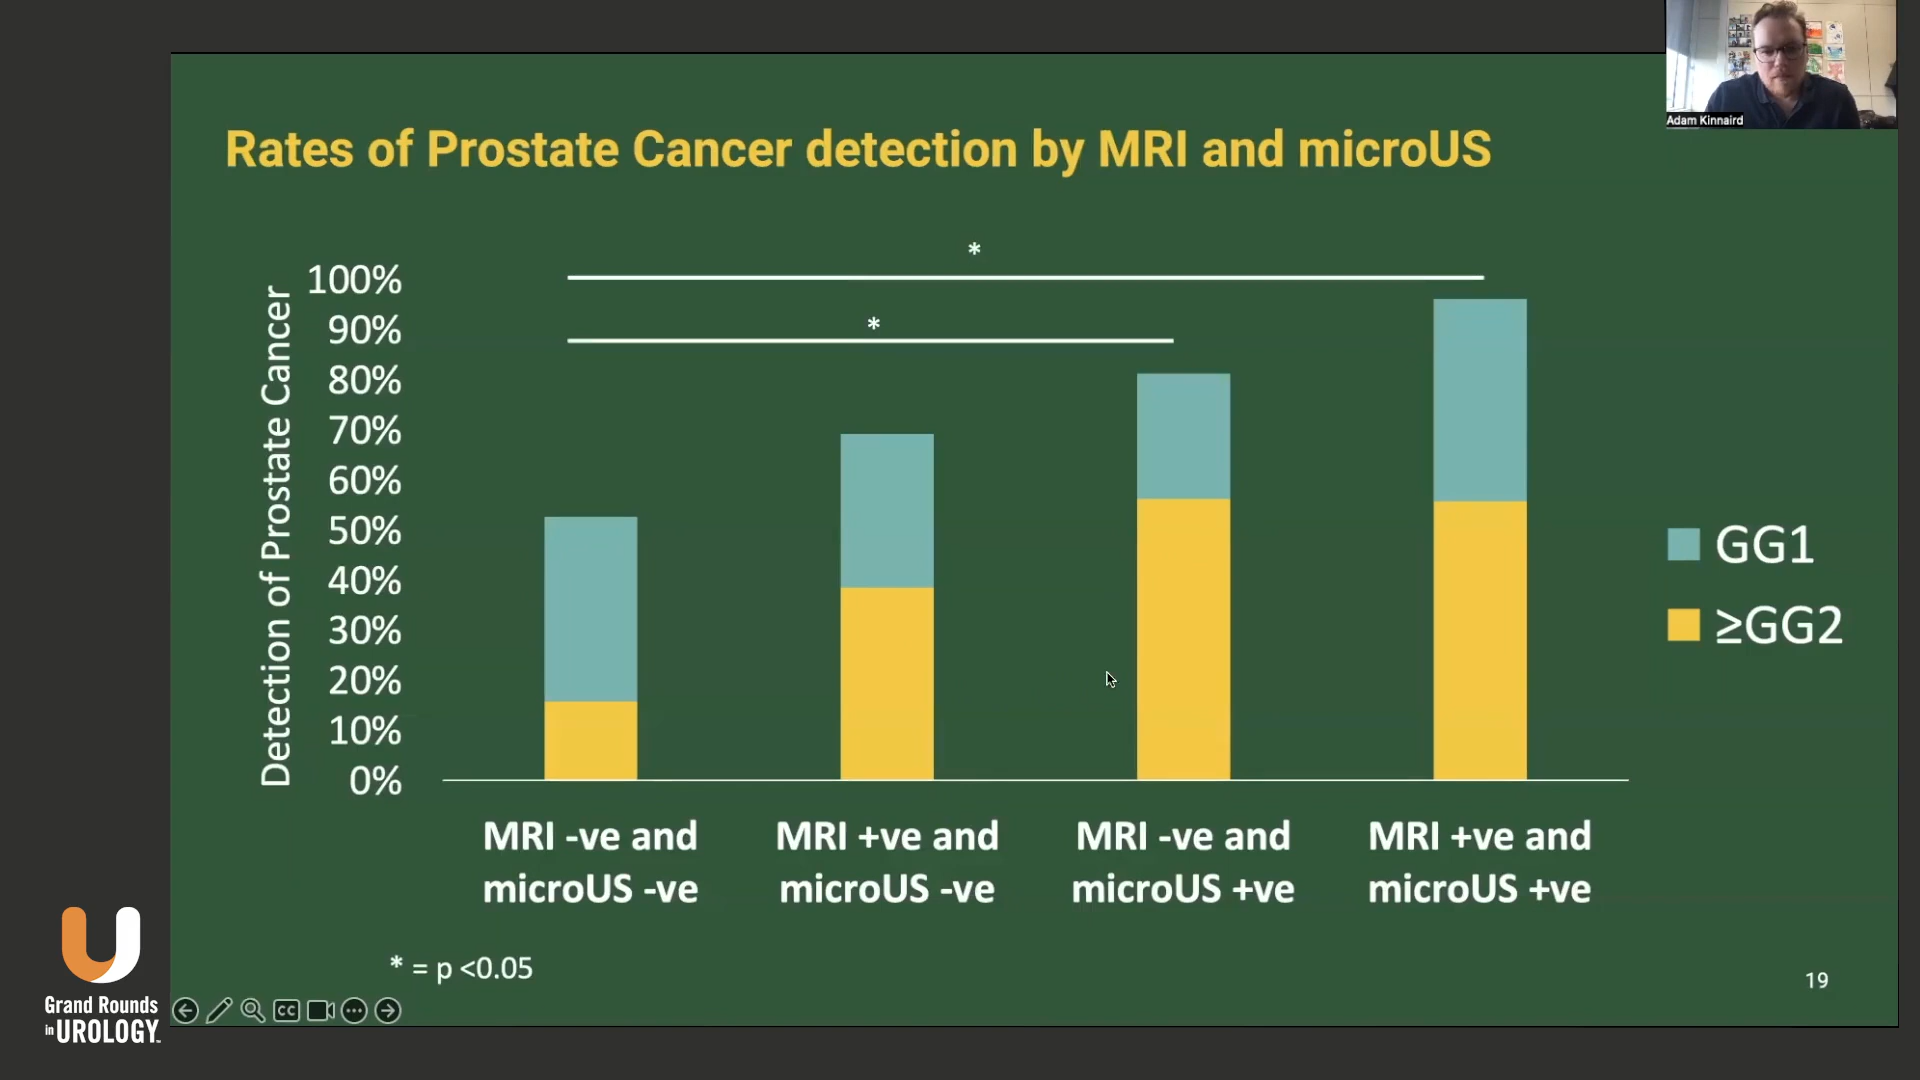 Adam Kinnaird
Rates of Prostate Cancer detection by MRI and microUS
Detection of Prostate Cancer
100%
90%
80%
70%
60%
50%
40%
30%
20%
10%
0%
*
*
GG1
≥GG2
MRI -ve and
microUS -ve
MRI +ve and
microUS -ve
MRI -ve and
microUS +ve
MRI +ve and
microUS +ve
* = p <0.05
19
CC
Grand Rounds
in UROLOGY